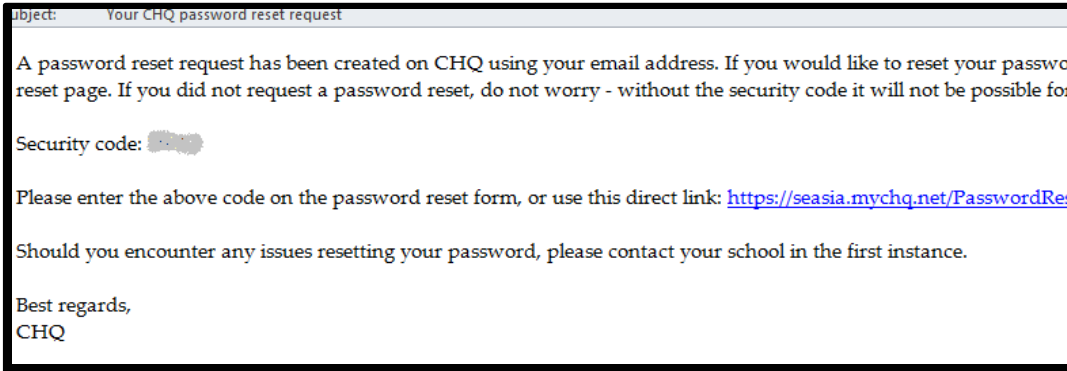 ubject: Your CHQ password reset request
A password reset request has been created on CHQ using your email address. If you would like to reset your passwo
reset page. If you did not request a password reset, do not worry - without the security code it will not be possible for
Security code:
Please enter the above code on the password reset form, or use this direct link: https://seasia.mychq.net/PasswordRes
Should you encounter any issues resetting your password, please contact your school in the first instance.
Best regards,
CHQ